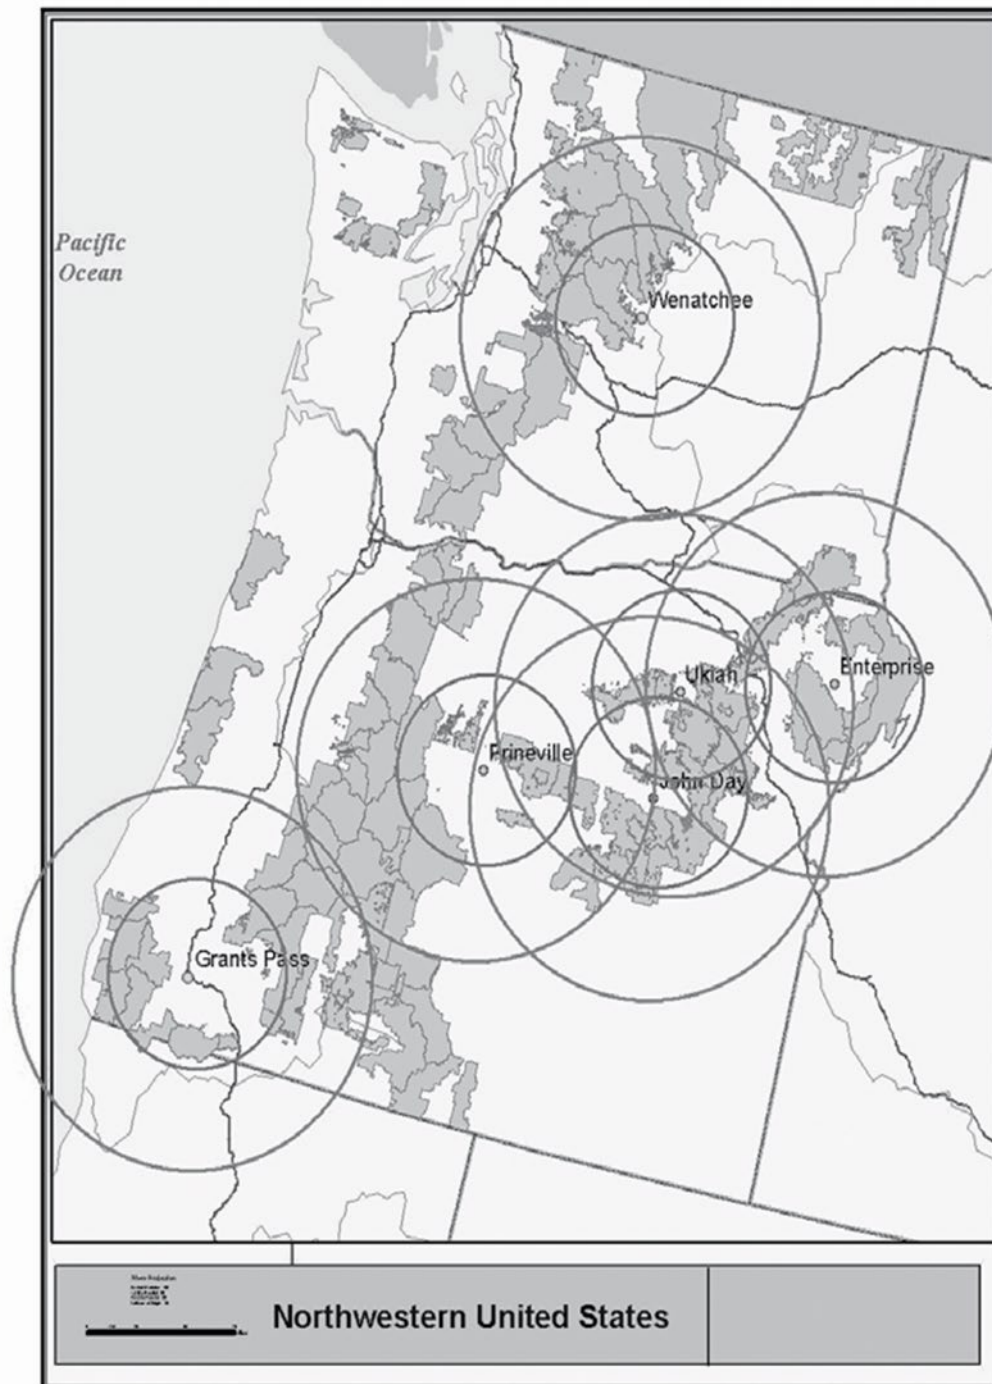 Pacific
Ocean
Wenatchee
Enterprise
Ukiah
Prineville
John Day
Grants Pass
Northwestern United States